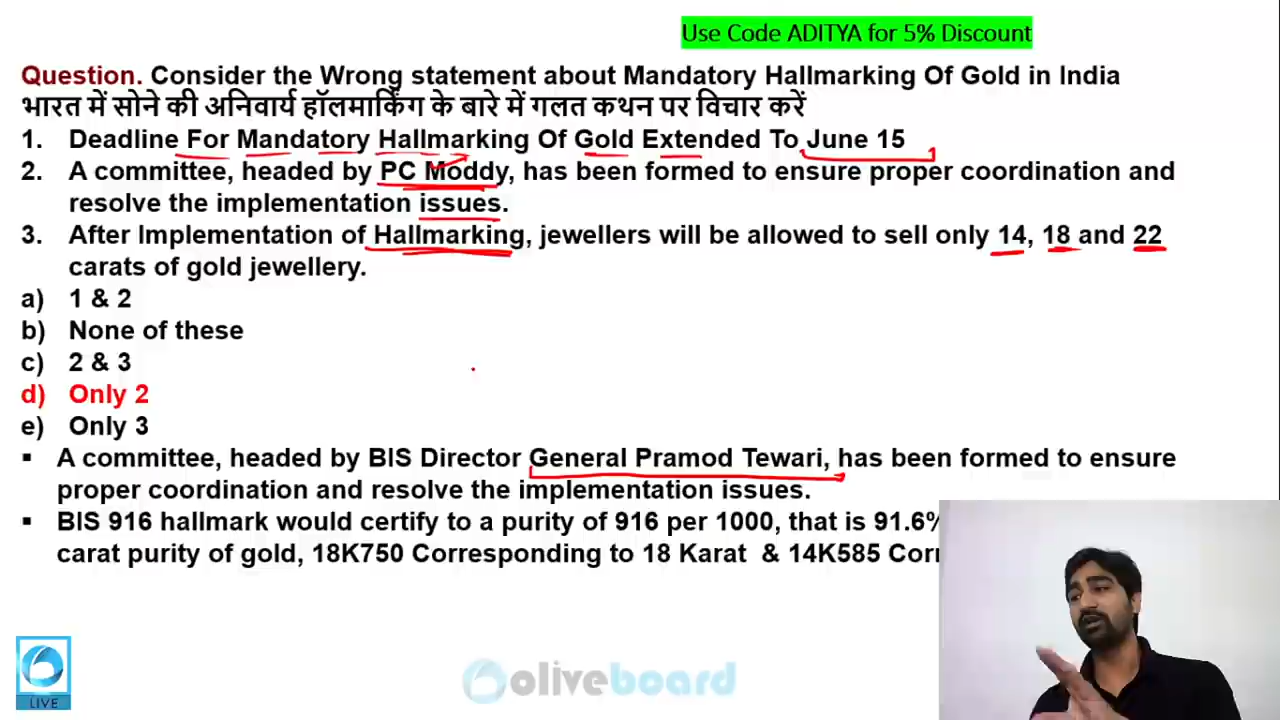 Use Code ADITYA for 5% Discount
Question. Consider the Wrong statement about Mandatory Hallmarking Of Gold in India
भारत में सोने की अनिवार्य हॉलमार्किंग के बारे में गलत कथन पर विचार करें
1. Deadline For Mandatory Hallmarking Of Gold Extended To June 15
2. A committee, headed by PC Moddy, has been formed to ensure proper coordination and
resolve the implementation issues.
3. After Implementation of Hallmarking, jewellers will be allowed to sell only 14, 18 and 22
carats of gold jewellery.
a) 1 & 2
b) None of these
c) 2 & 3
d) Only 2
e) Only 3
▪ A committee, headed by BIS Director General Pramod Tewari, has been formed to ensure
proper coordination and resolve the implementation issues.
▪ BIS 916 hallmark would certify to a purity of 916 per 1000, that is 91.6%
carat purity of gold, 18K750 Corresponding to 18 Karat & 14K585
LIVE
oliveboard